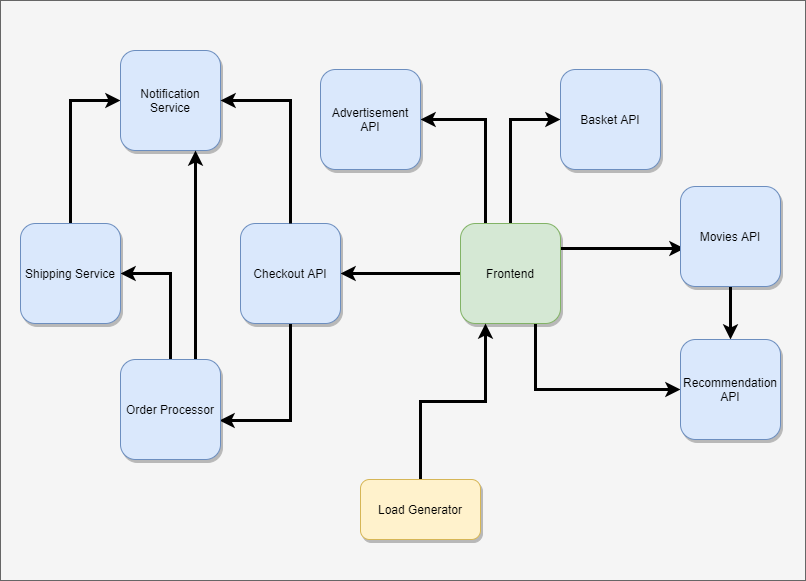 Notification
Service
Advertisement
API
Basket API
Movies API
Shipping Service
Checkout API
Frontend
Recommendation
API
Order Processor
Load Generator